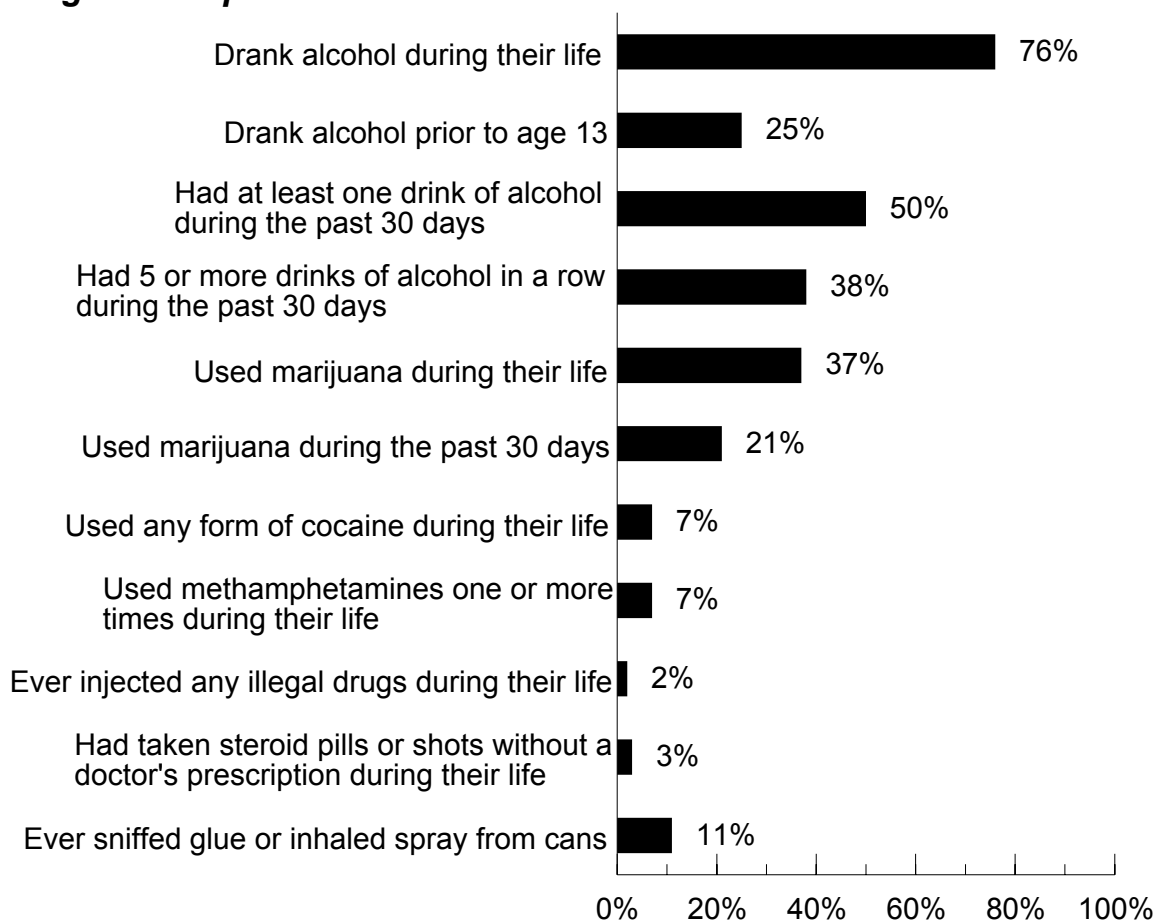 Drank alcohol during their life
76%
Drank alcohol prior to age 13
25%
Had at least one drink of alcohol
during the past 30 days
50%
Had 5 or more drinks of alcohol in a row
during the past 30 days
38%
Used marijuana during their life
37%
Used marijuana during the past 30 days
21%
Used any form of cocaine during their life
7%
Used methamphetamines one or more
times during their life
7%
Ever injected any illegal drugs during their life
2%
Had taken steroid pills or shots without a
doctor's prescription during their life
3%
Ever sniffed glue or inhaled spray from cans
11%
0% 20% 40% 60% 80% 100%